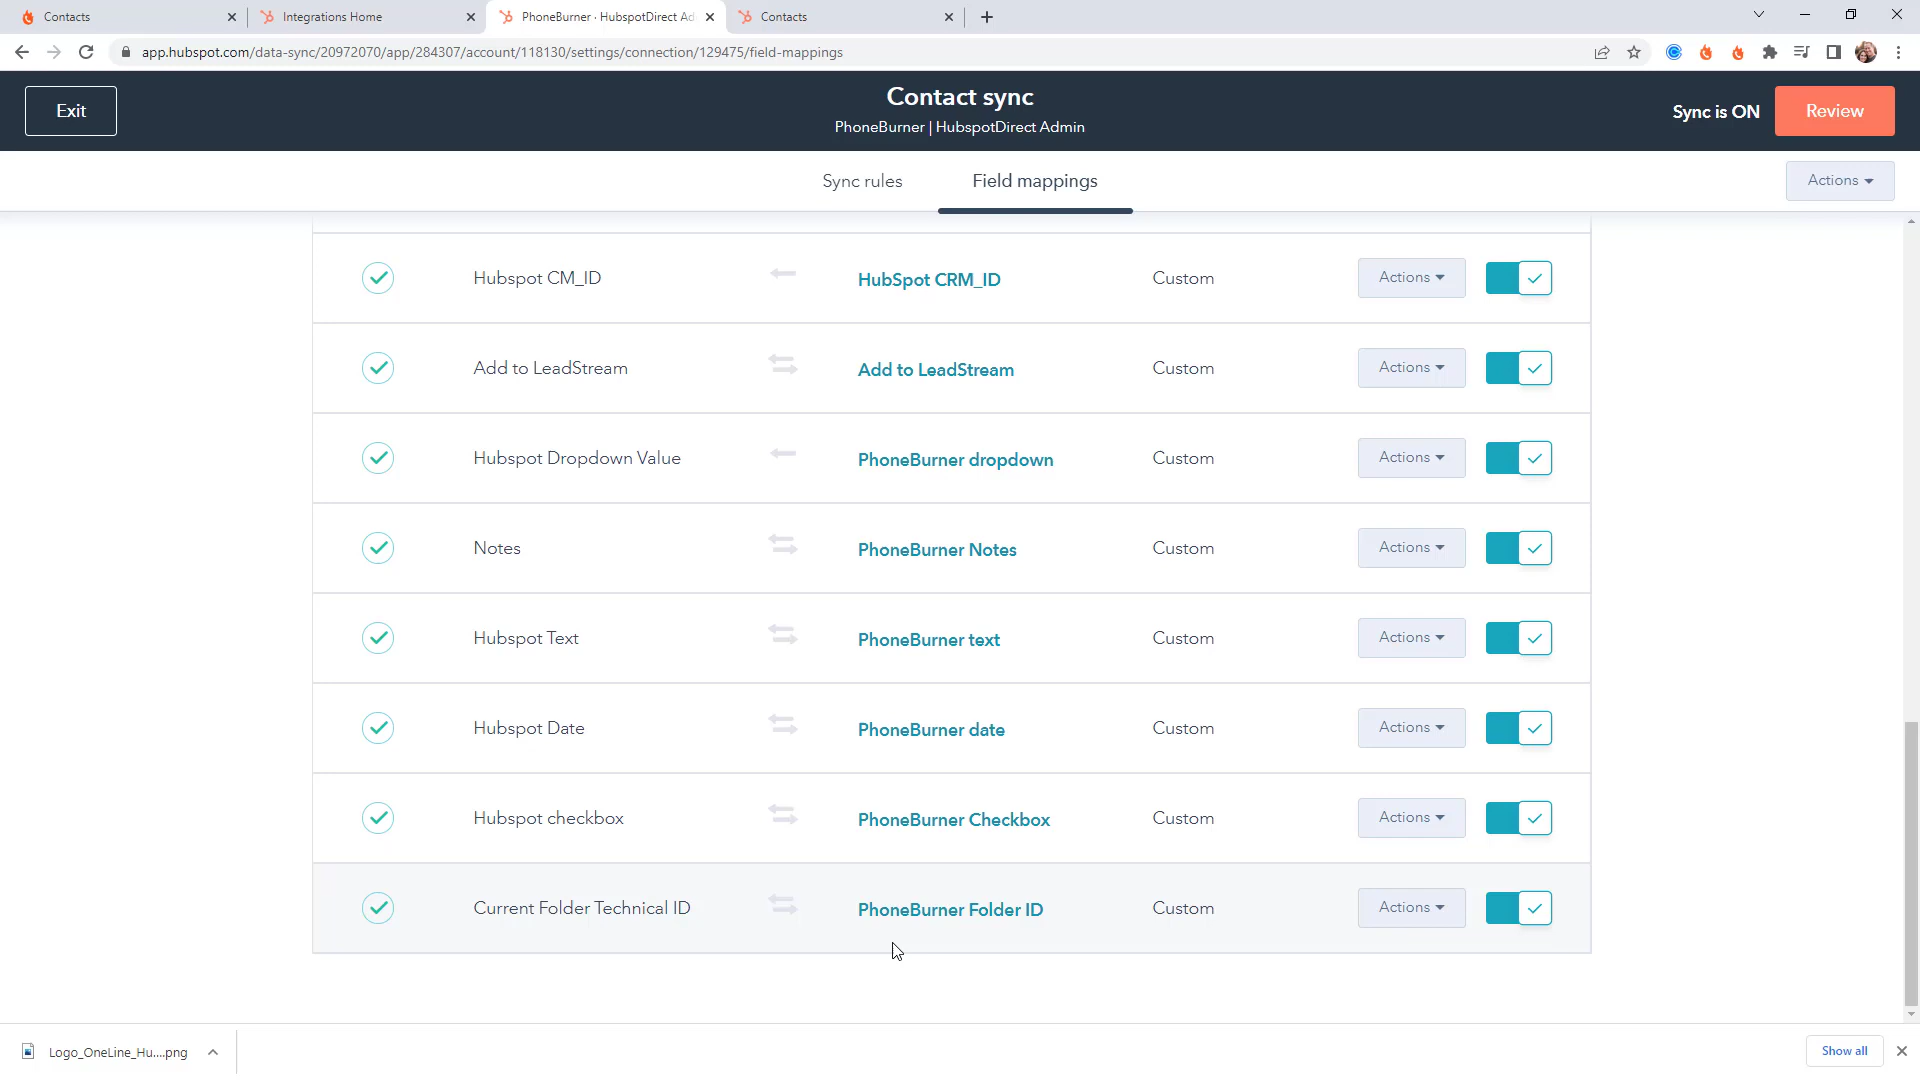 Contacts
Integrations Home
PhoneBurner · HubspotDirect Ad
Contacts
app.hubspot.com/data-sync/20972070/app/284307/account/118130/settings/connection/129475/field-mappings
Exit
Contact sync
PhoneBurner | HubspotDirect Admin
Sync is ON
Review
Sync rules
Field mappings
Actions
Hubspot CM_ID HubSpot CRM_ID Custom Actions
Add to LeadStream Add to LeadStream Custom Actions
Hubspot Dropdown Value PhoneBurner dropdown Custom Actions
Notes PhoneBurner Notes Custom Actions
Hubspot Text PhoneBurner text Custom Actions
Hubspot Date PhoneBurner date Custom Actions
Hubspot checkbox PhoneBurner Checkbox Custom Actions
Current Folder Technical ID PhoneBurner Folder ID Custom Actions
Logo_OneLine_Hu....png
Show all